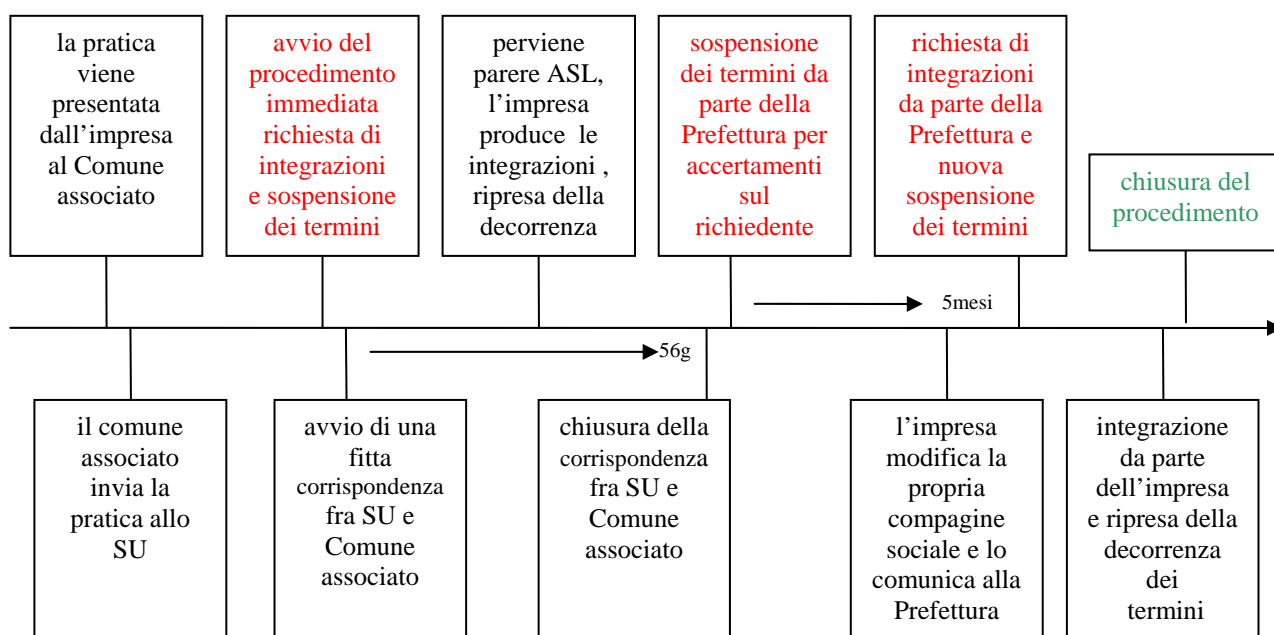 la pratica
viene
presentata
dall’impresa
al Comune
associato
avvio del
procedimento
immediata
richiesta di
integrazioni
e sospensione
dei termini
perviene
parere ASL,
l’impresa
produce le
integrazioni ,
ripresa della
decorrenza
sospensione
dei termini da
parte della
Prefettura per
accertamenti
sul
richiedente
richiesta di
integrazioni
da parte della
Prefettura e
nuova
sospensione
dei termini
chiusura del
procedimento
5mesi
56g
il comune
associato
invia la
pratica allo
SU
avvio di una
fitta
corrispondenza
fra SU e
Comune
associato
chiusura della
corrispondenza
fra SU e
Comune
associato
l’impresa
modifica la
propria
compagine
sociale e lo
comunica alla
Prefettura
integrazione
da parte
dell’impresa
e ripresa della
decorrenza
dei
termini